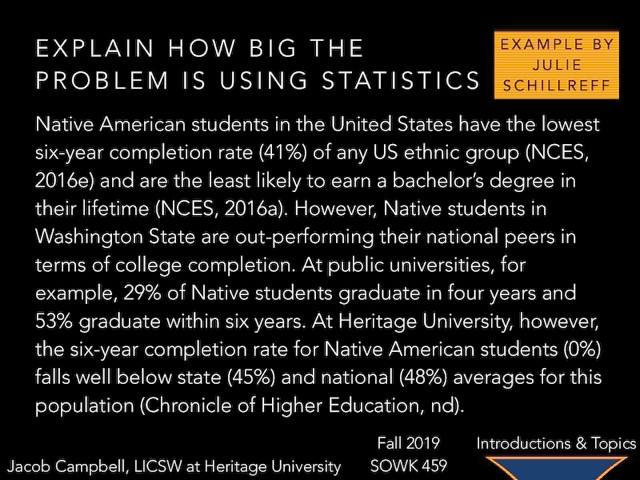 EXPLAIN HOW BIG THE
PROBLEM IS USING STATISTICS
EXAMPLE BY
JULIE
SCHILLREFF
Native American students in the United States have the lowest
six-year completion rate (41%) of any US ethnic group (NCES,
2016e) and are the least likely to earn a bachelor's degree in
their lifetime (NCES, 2016a). However, Native students in
Washington State are out-performing their national peers in
terms of college completion. At public universities, for
example, 29% of Native students graduate in four years and
53% graduate within six years. At Heritage University, however,
the six-year completion rate for Native American students (0%)
falls well below state (45%) and national (48%) averages for this
population (Chronicle of Higher Education, nd).
Fall 2019 Introductions & Topics
Jacob Campbell, LICSW at Heritage University SOWK 459